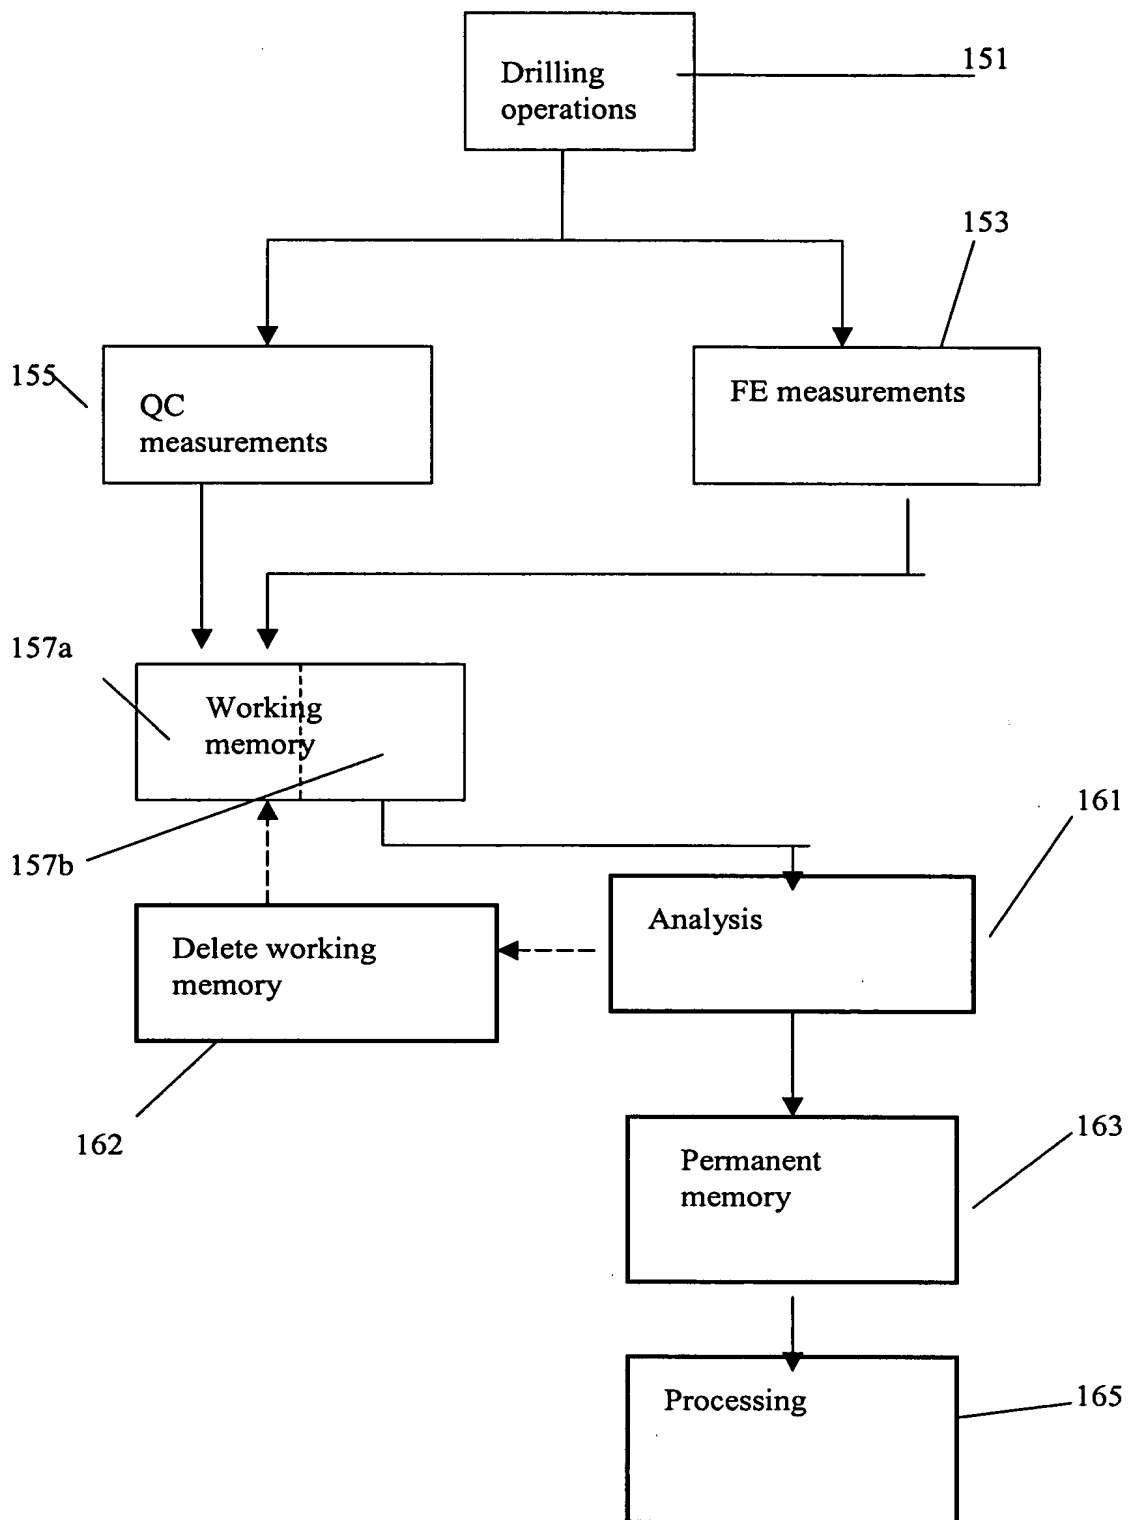 Drilling
operations
151
153
155
QC
measurements
FE measurements
157a
Working
memory
157b
161
Analysis
Delete working
memory
162
163
Permanent
memory
Processing
165